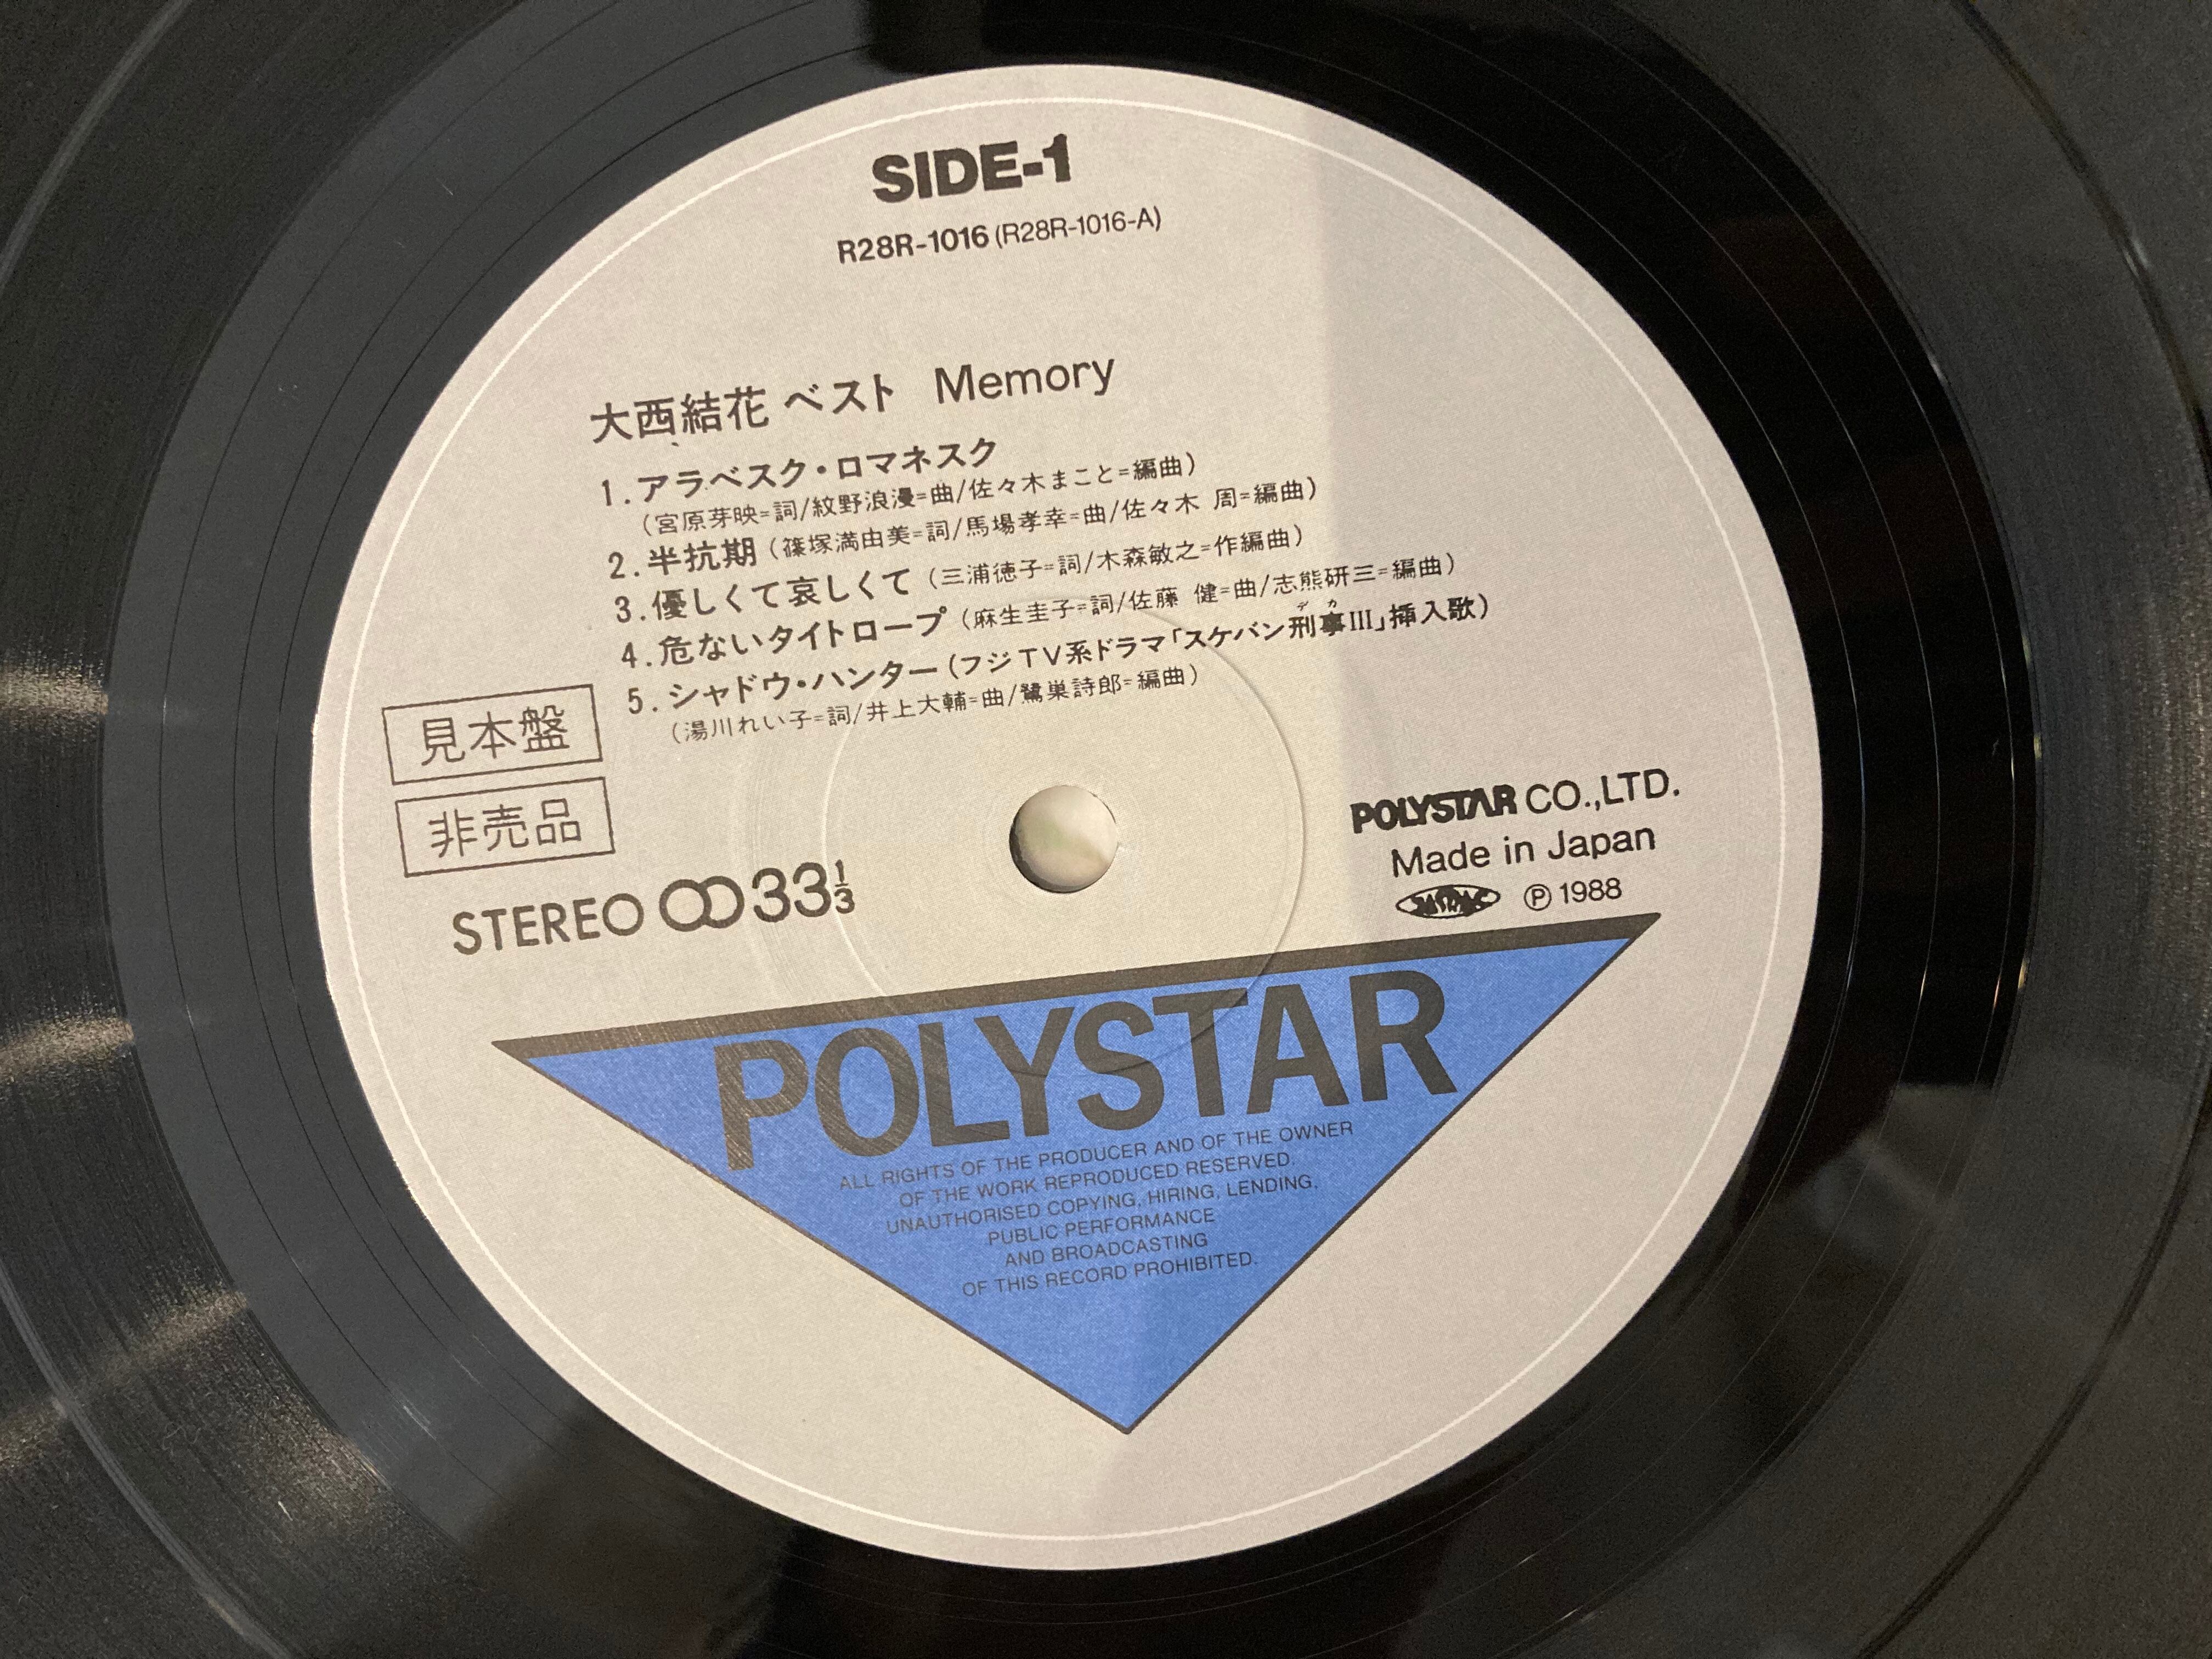 SIDE-1
R28R-1016 (R28R-1016-A)
大西結花 ベスト Memory
1. アラベスク・ロマネスク
(宮原芽映=詞/紋野浪漫=曲/佐々木まこと=編曲)
2. 半抗期 (篠塚満由美=詞/馬場孝幸=曲/佐々木 周=編曲)
3. 優しくて哀しくて (三浦徳子=詞/木森敏之=作編曲)
4. 危ないタイトロープ (麻生圭子=詞/佐藤 健=曲/志熊研三=編曲)
デカ
5. シャドウ・ハンター (フジTV系ドラマ「スケバン刑事III」挿入歌)
(湯川れい子=詞/井上大輔=曲/鷺巣詩郎=編曲)
見本盤
非売品
STEREO 33 1/3
POLYSTAR CO.,LTD.
Made in Japan
JASRAC Ⓟ 1988
POLYSTAR
ALL RIGHTS OF THE PRODUCER AND OF THE OWNER
OF THE WORK REPRODUCED RESERVED.
UNAUTHORISED COPYING, HIRING, LENDING,
PUBLIC PERFORMANCE
AND BROADCASTING
OF THIS RECORD PROHIBITED.